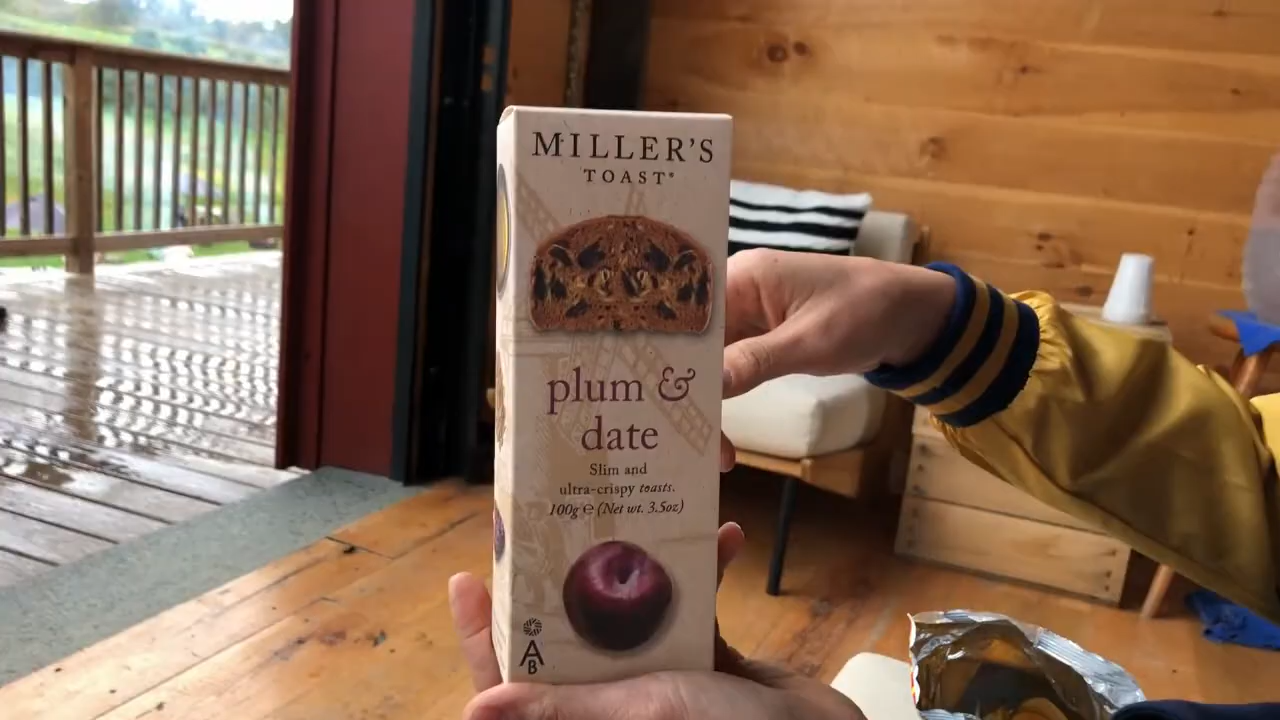 MILLER'S
TOAST®
plum &
date
Slim and
ultra-crispy toasts.
100g ℮ (Net wt. 3.5oz)
AB